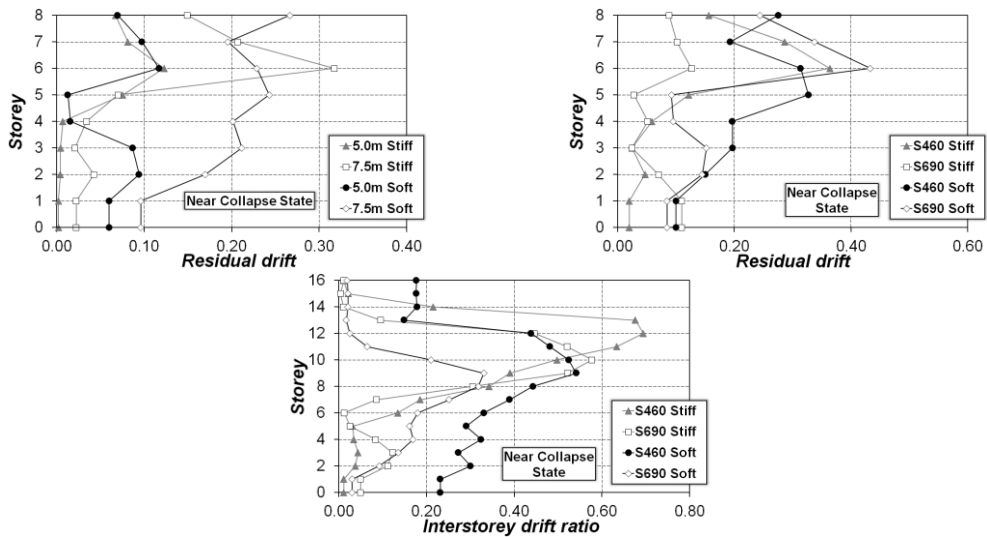 8
7
6
5
4
3
2
1
0
Storey
0.00 0.10 0.20 0.30 0.40
Residual drift
Near Collapse State
5.0m Stiff
7.5m Stiff
5.0m Soft
7.5m Soft
8
7
6
5
4
3
2
1
0
Storey
0.00 0.20 0.40 0.60
Residual drift
Near Collapse
State
S460 Stiff
S690 Stiff
S460 Soft
S690 Soft
16
14
12
10
8
6
4
2
0
Storey
0.00 0.20 0.40 0.60 0.80
Interstorey drift ratio
Near Collapse
State
S460 Stiff
S690 Stiff
S460 Soft
S690 Soft